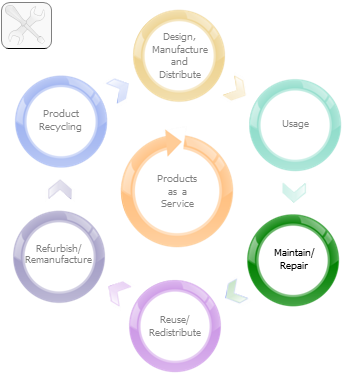 Design,
Manufacture
and
Distribute
Usage
Maintain/
Repair
Reuse/
Redistribute
Refurbish/
Remanufacture
Product
Recycling
Products
as a
Service